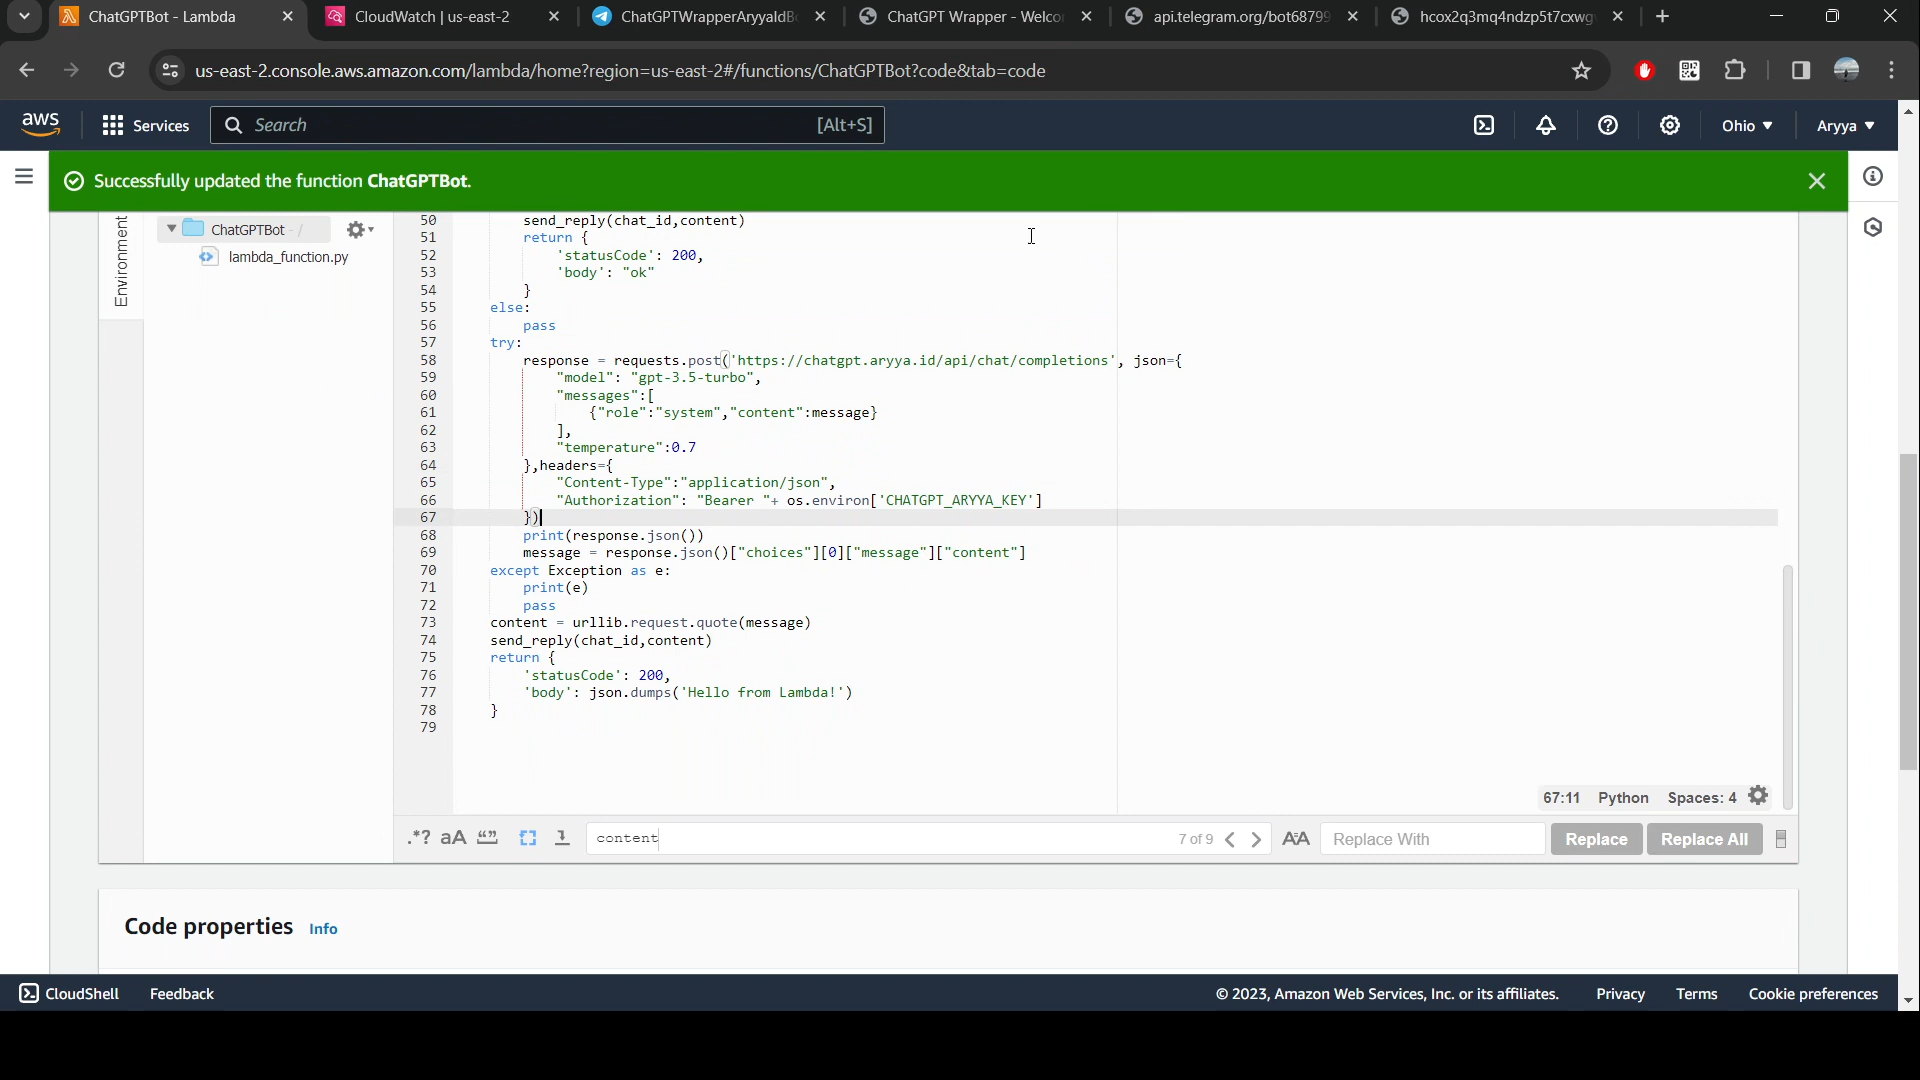 ChatGPTBot - Lambda
CloudWatch | us-east-2
ChatGPTWrapperAryyaIdB
ChatGPT Wrapper - Welco
api.telegram.org/bot68799
hcox2q3mq4ndzp5t7cxwg
us-east-2.console.aws.amazon.com/lambda/home?region=us-east-2#/functions/ChatGPTBot?code&tab=code
aws
Services
Search
[Alt+S]
Ohio
Aryya
Successfully updated the function ChatGPTBot.
Environment
ChatGPTBot - /
lambda_function.py
50 send_reply(chat_id,content)
51 return {
52 'statusCode': 200,
53 'body': "ok"
54 }
55 else:
56 pass
57 try:
58 response = requests.post('https://chatgpt.aryya.id/api/chat/completions', json={
59 "model": "gpt-3.5-turbo",
60 "messages":[
61 {"role":"system","content":message}
62 ],
63 "temperature":0.7
64 },headers={
65 "Content-Type":"application/json",
66 "Authorization": "Bearer "+ os.environ['CHATGPT_ARYYA_KEY']
67 })
68 print(response.json())
69 message = response.json()["choices"][0]["message"]["content"]
70 except Exception as e:
71 print(e)
72 pass
73 content = urllib.request.quote(message)
74 send_reply(chat_id,content)
75 return {
76 'statusCode': 200,
77 'body': json.dumps('Hello from Lambda!')
78 }
79
67:11 Python Spaces: 4
.*? aA “” content 7 of 9 AA Replace With Replace Replace All
Code properties Info
CloudShell Feedback © 2023, Amazon Web Services, Inc. or its affiliates. Privacy Terms Cookie preferences